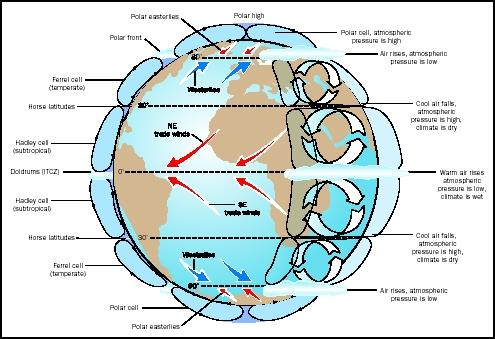 Polar easterlies
Polar high
Polar front
Polar cell, atmospheric
pressure is high
Air rises, atmospheric
pressure is low
60°
Ferrel cell
(temperate)
Westerlies
Horse latitudes
30°
Cool air falls,
atmospheric
pressure is high,
climate is dry
NE
trade winds
Hadley cell
(subtropical)
Doldrums (ITCZ)
0°
Warm air rises
atmospheric
pressure is low,
climate is wet
Hadley cell
(subtropical)
SE
trade winds
Horse latitudes
30°
Cool air falls,
atmospheric
pressure is high,
climate is dry
Westerlies
Ferrel cell
(temperate)
60°
Air rises, atmospheric
pressure is low
Polar cell
Polar easterlies